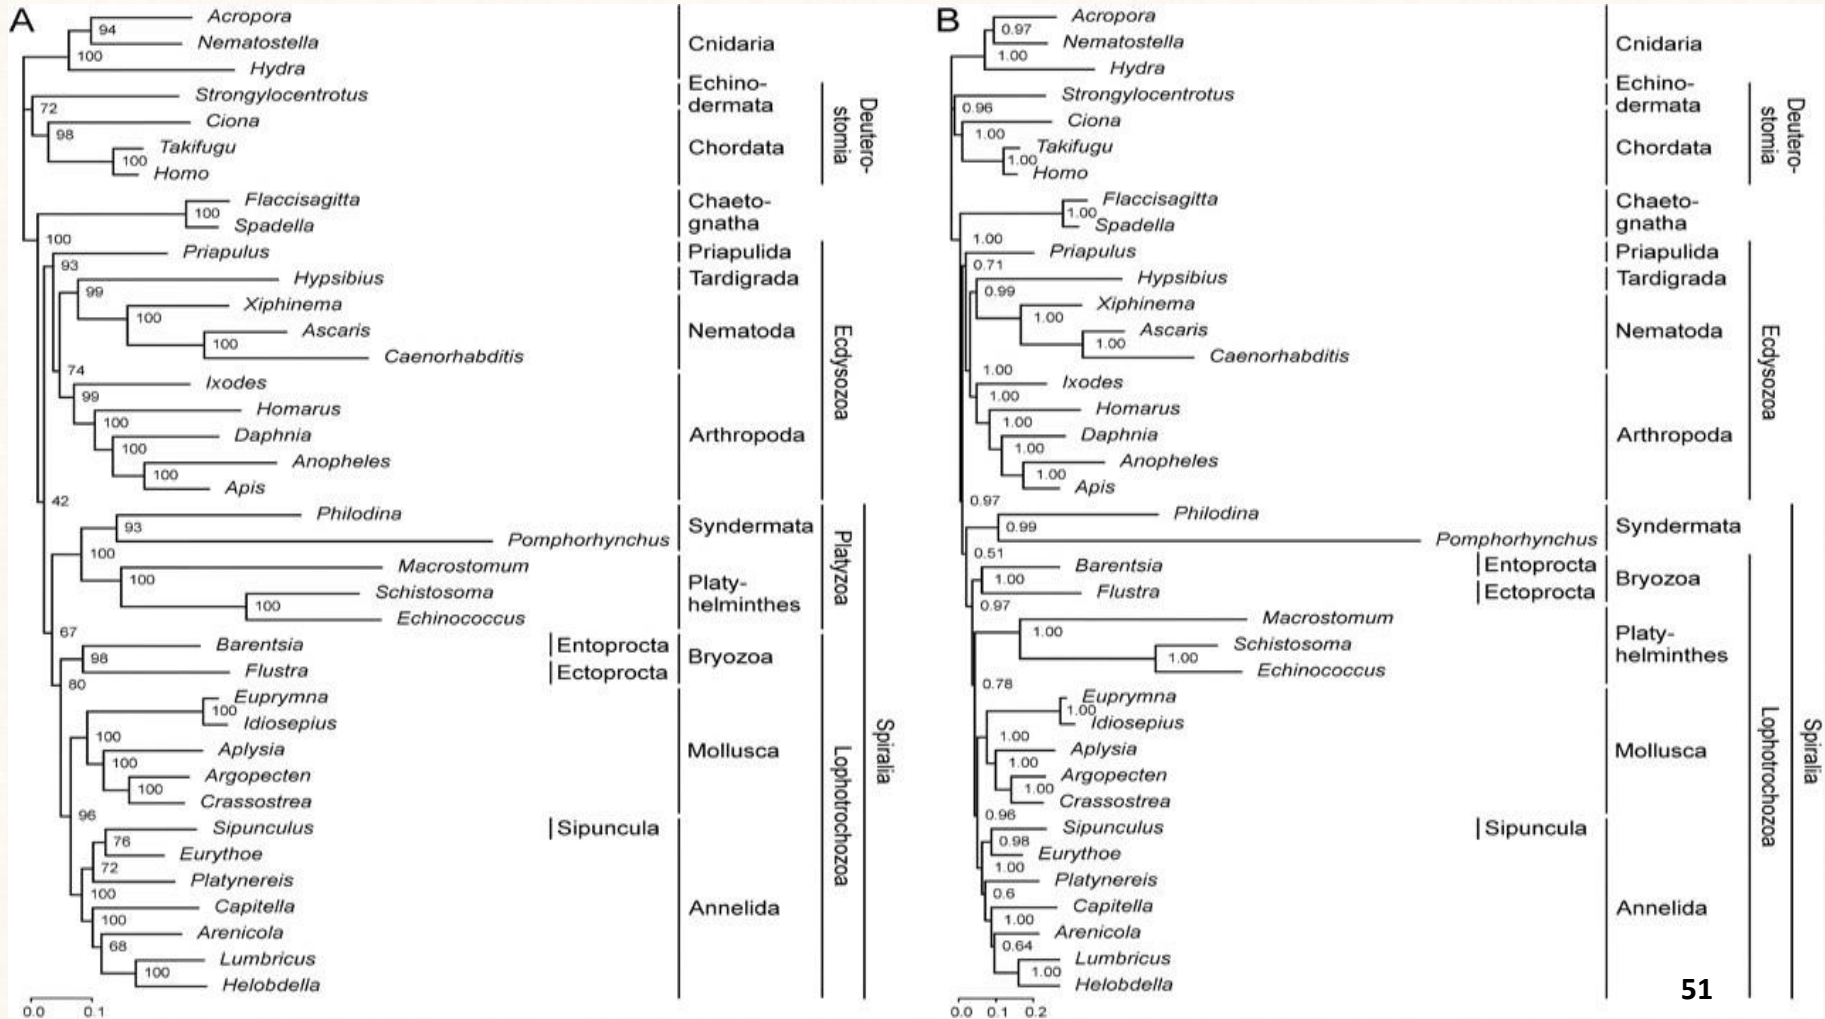 A
Acropora
94
Nematostella
100
Hydra
Cnidaria
Strongylocentrotus
72
Echino-
dermata
Ciona
98
Takifugu
100
Homo
Chordata
Deutero-
stomia
Flaccisagitta
100
Spadella
Chaeto-
gnatha
100
Priapulus
Priapulida
93
Hypsibius
Tardigrada
99
Xiphinema
100
Ascaris
100
Caenorhabditis
Nematoda
Ecdysozoa
74
Ixodes
99
Homarus
100
Daphnia
100
Anopheles
100
Apis
Arthropoda
42
Philodina
93
Pomphorhynchus
Syndermata
100
Macrostomum
100
Schistosoma
100
Echinococcus
Platy-
helminthes
Platyzoa
67
Barentsia
Entoprocta
98
Flustra
Ectoprocta
Bryozoa
80
Euprymna
100
Idiosepius
100
Aplysia
100
Argopecten
100
Crassostrea
Mollusca
96
Sipunculus
Sipuncula
76
Eurythoe
72
Platynereis
100
Capitella
100
Arenicola
68
Lumbricus
100
Helobdella
Annelida
Lophotrochozoa
Spiralia
0.0 0.1
B
Acropora
0.97
Nematostella
1.00
Hydra
Cnidaria
Strongylocentrotus
0.96
Echino-
dermata
Ciona
1.00
Takifugu
1.00
Homo
Chordata
Deutero-
stomia
Flaccisagitta
1.00
Spadella
Chaeto-
gnatha
1.00
Priapulus
Priapulida
0.71
Hypsibius
Tardigrada
0.99
Xiphinema
1.00
Ascaris
1.00
Caenorhabditis
Nematoda
Ecdysozoa
1.00
Ixodes
1.00
Homarus
1.00
Daphnia
1.00
Anopheles
1.00
Apis
Arthropoda
0.97
Philodina
0.99
Pomphorhynchus
Syndermata
0.51
Barentsia
Entoprocta
1.00
Flustra
Ectoprocta
Bryozoa
0.97
Macrostomum
1.00
Schistosoma
1.00
Echinococcus
Platy-
helminthes
0.78
Euprymna
1.00
Idiosepius
1.00
Aplysia
1.00
Argopecten
1.00
Crassostrea
Mollusca
0.96
Sipunculus
Sipuncula
0.98
Eurythoe
1.00
Platynereis
0.6
Capitella
1.00
Arenicola
0.64
Lumbricus
1.00
Helobdella
Annelida
Lophotrochozoa
Spiralia
0.0 0.1 0.2
51